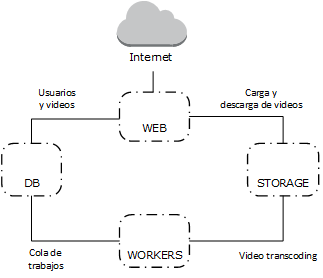 Internet
Usuarios
y videos
Carga y
descarga de videos
WEB
DB
STORAGE
Cola de
trabajos
WORKERS
Video transcoding